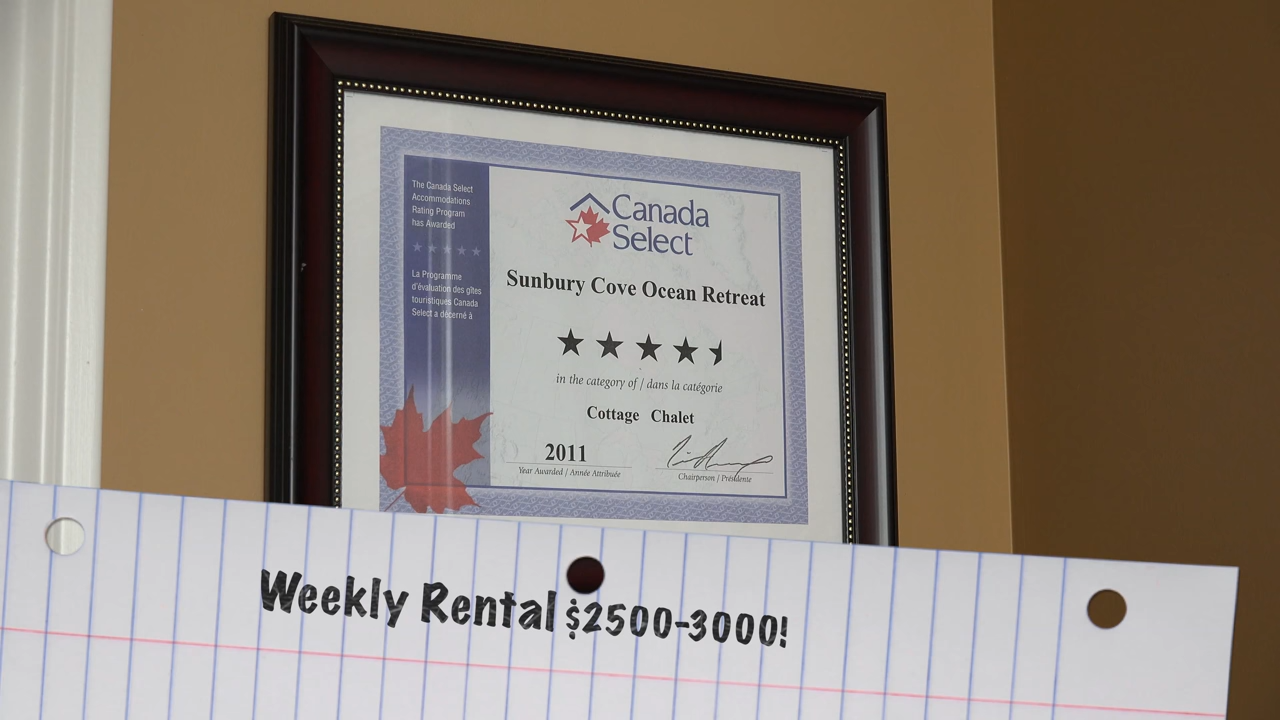 The Canada Select
Accommodations
Rating Program
has Awarded
La Programme
d'évaluation des gîtes
touristiques Canada
Select a décerné à
Canada
Select
Sunbury Cove Ocean Retreat
in the category of / dans la catégorie
Cottage Chalet
2011
Year Awarded / Année Attribuée
Chairperson / Présidente
Weekly Rental $2500-3000!